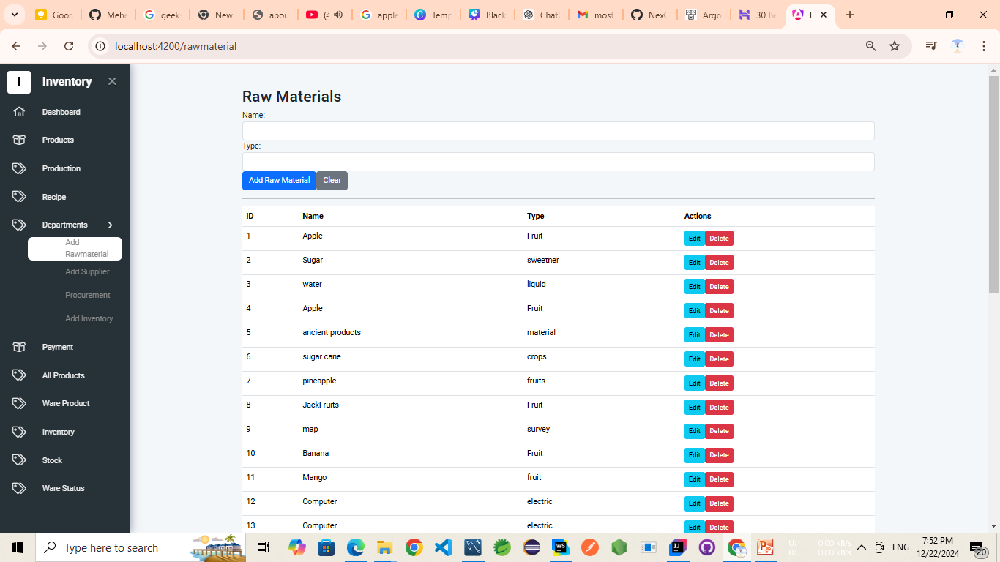 Goog
Mehe
geek
New
abou
(4
apple
Temp
Black
Chat
most
NexC
Argo
30 Be
I
localhost:4200/rawmaterial
I
Inventory
Dashboard
Products
Production
Recipe
Departments
Add
Rawmaterial
Add Supplier
Procurement
Add Inventory
Payment
All Products
Ware Product
Inventory
Stock
Ware Status
Raw Materials
Name:
Type:
Add Raw Material Clear
ID Name Type Actions
1 Apple Fruit Edit Delete
2 Sugar sweetner Edit Delete
3 water liquid Edit Delete
4 Apple Fruit Edit Delete
5 ancient products material Edit Delete
6 sugar cane crops Edit Delete
7 pineapple fruits Edit Delete
8 JackFruits Fruit Edit Delete
9 map survey Edit Delete
10 Banana Fruit Edit Delete
11 Mango fruit Edit Delete
12 Computer electric Edit Delete
13 Computer electric Edit Delete
Type here to search
WS
U: 0.00 kB/s
D: 0.00 kB/s
ENG
7:52 PM
12/22/2024
20